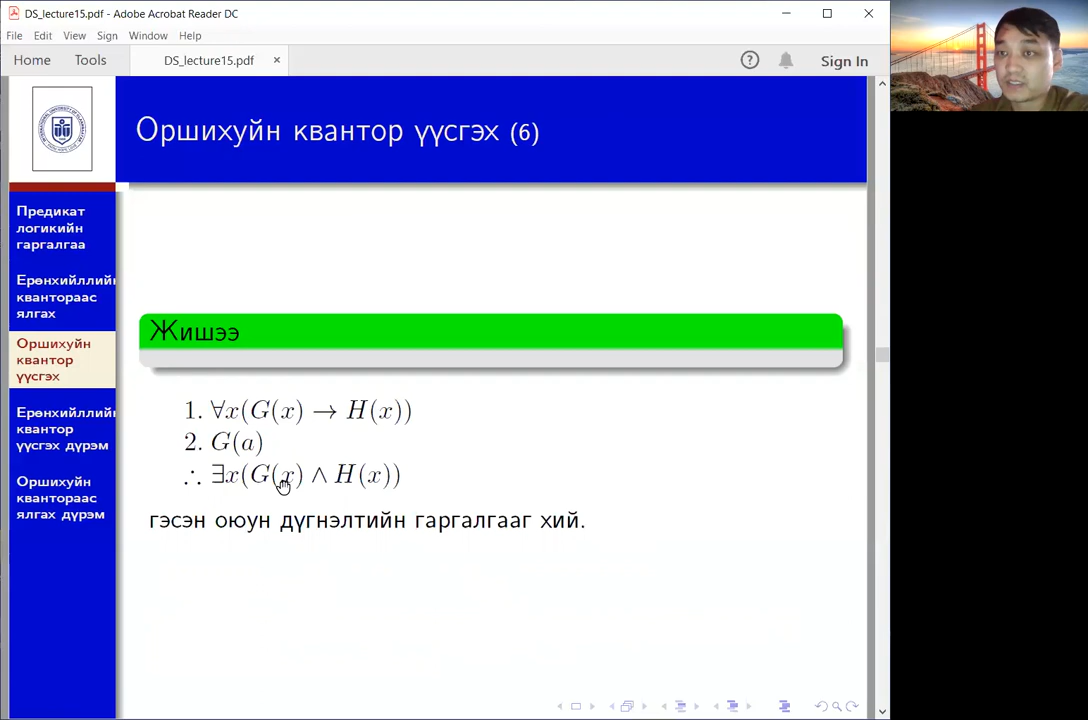 DS_lecture15.pdf - Adobe Acrobat Reader DC
File Edit View Sign Window Help
Home Tools DS_lecture15.pdf × Sign In
Оршихуйн квантор үүсгэх (6)
Предикат
логикийн
гаргалгаа
Ерөнхийллийн
квантораас
ялгах
Оршихуйн
квантор
үүсгэх
Ерөнхийллийн
квантор
үүсгэх дүрэм
Оршихуйн
квантораас
ялгах дүрэм
Жишээ
1. ∀x(G(x) → H(x))
2. G(a)
∴ ∃x(G(x) ∧ H(x))
гэсэн оюун дүгнэлтийн гаргалгааг хий.